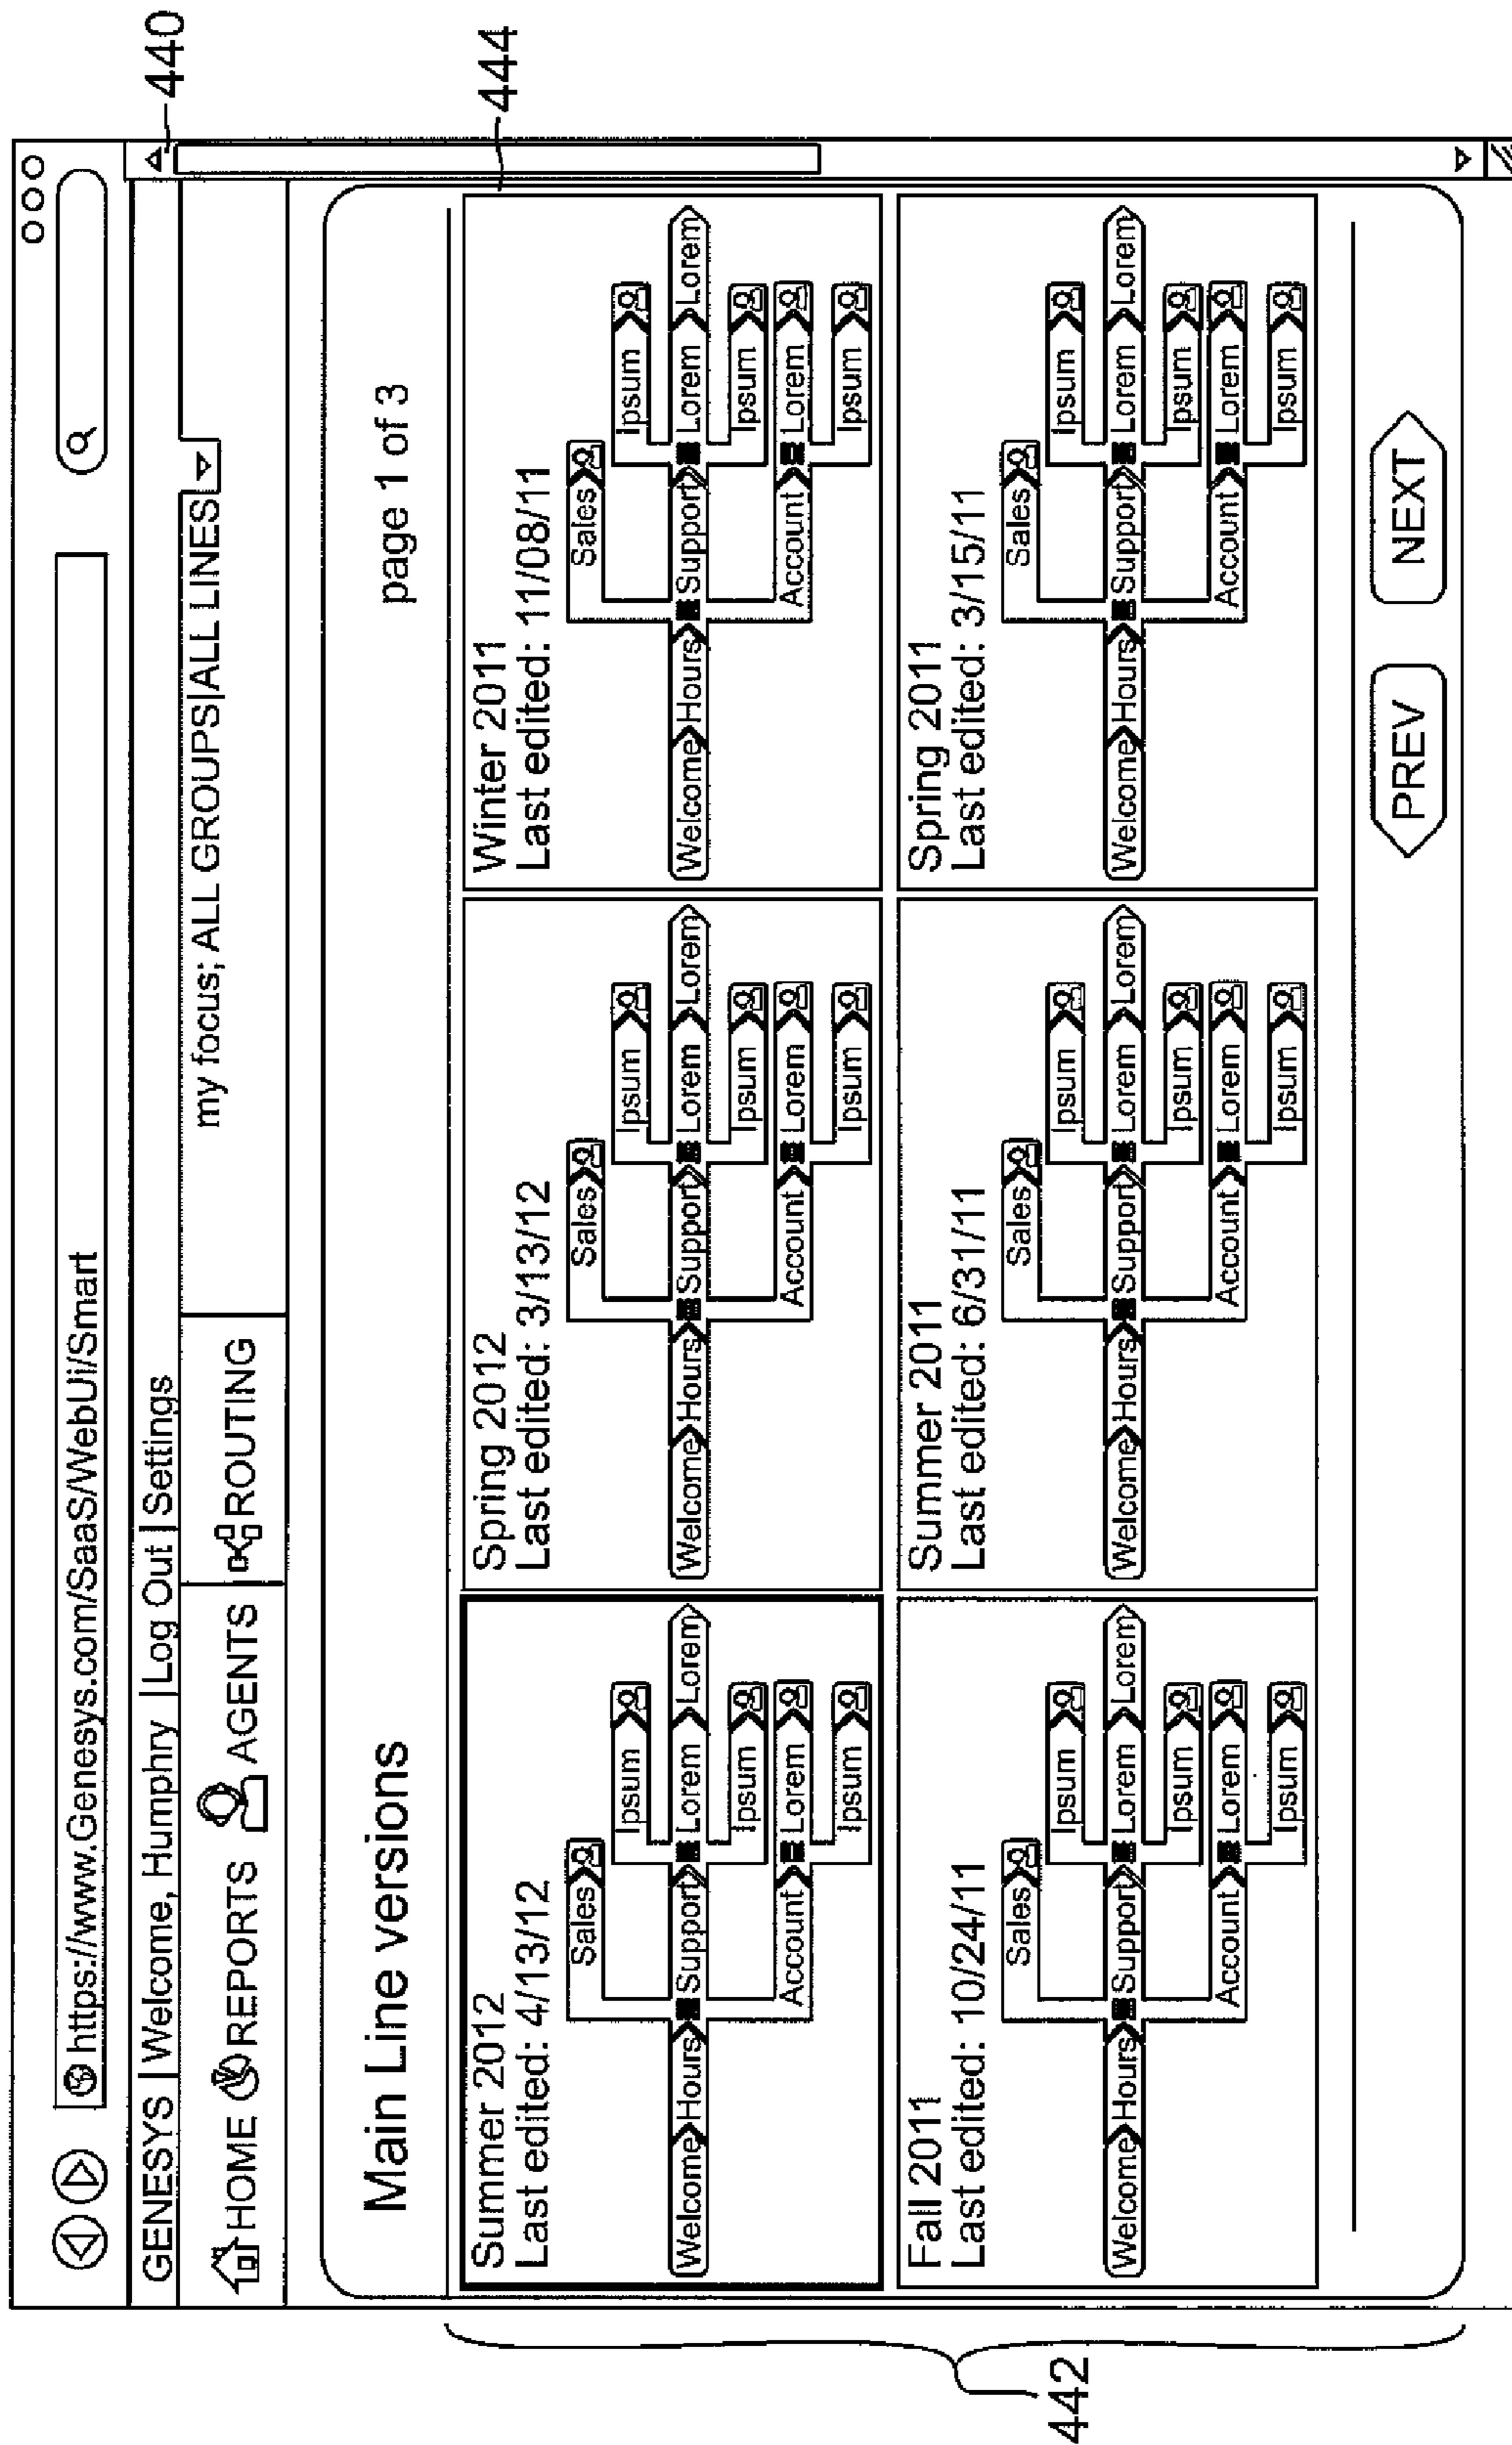 https://www.Genesys.com/SaaS/WebUi/Smart
GENESYS | Welcome, Humphry | Log Out | Settings
HOME REPORTS AGENTS ROUTING
my focus; ALL GROUPS|ALL LINES
440
Main Line versions
page 1 of 3
444
442
Summer 2012
Last edited: 4/13/12
Sales
Ipsum
Welcome Hours Support Lorem Lorem
Ipsum
Account Lorem
Ipsum
Spring 2012
Last edited: 3/13/12
Sales
Ipsum
Welcome Hours Support Lorem Lorem
Ipsum
Account Lorem
Ipsum
Winter 2011
Last edited: 11/08/11
Sales
Ipsum
Welcome Hours Support Lorem Lorem
Ipsum
Account Lorem
Ipsum
Fall 2011
Last edited: 10/24/11
Sales
Ipsum
Welcome Hours Support Lorem Lorem
Ipsum
Account Lorem
Ipsum
Summer 2011
Last edited: 6/31/11
Sales
Ipsum
Welcome Hours Support Lorem Lorem
Ipsum
Account Lorem
Ipsum
Spring 2011
Last edited: 3/15/11
Sales
Ipsum
Welcome Hours Support Lorem Lorem
Ipsum
Account Lorem
Ipsum
PREV NEXT